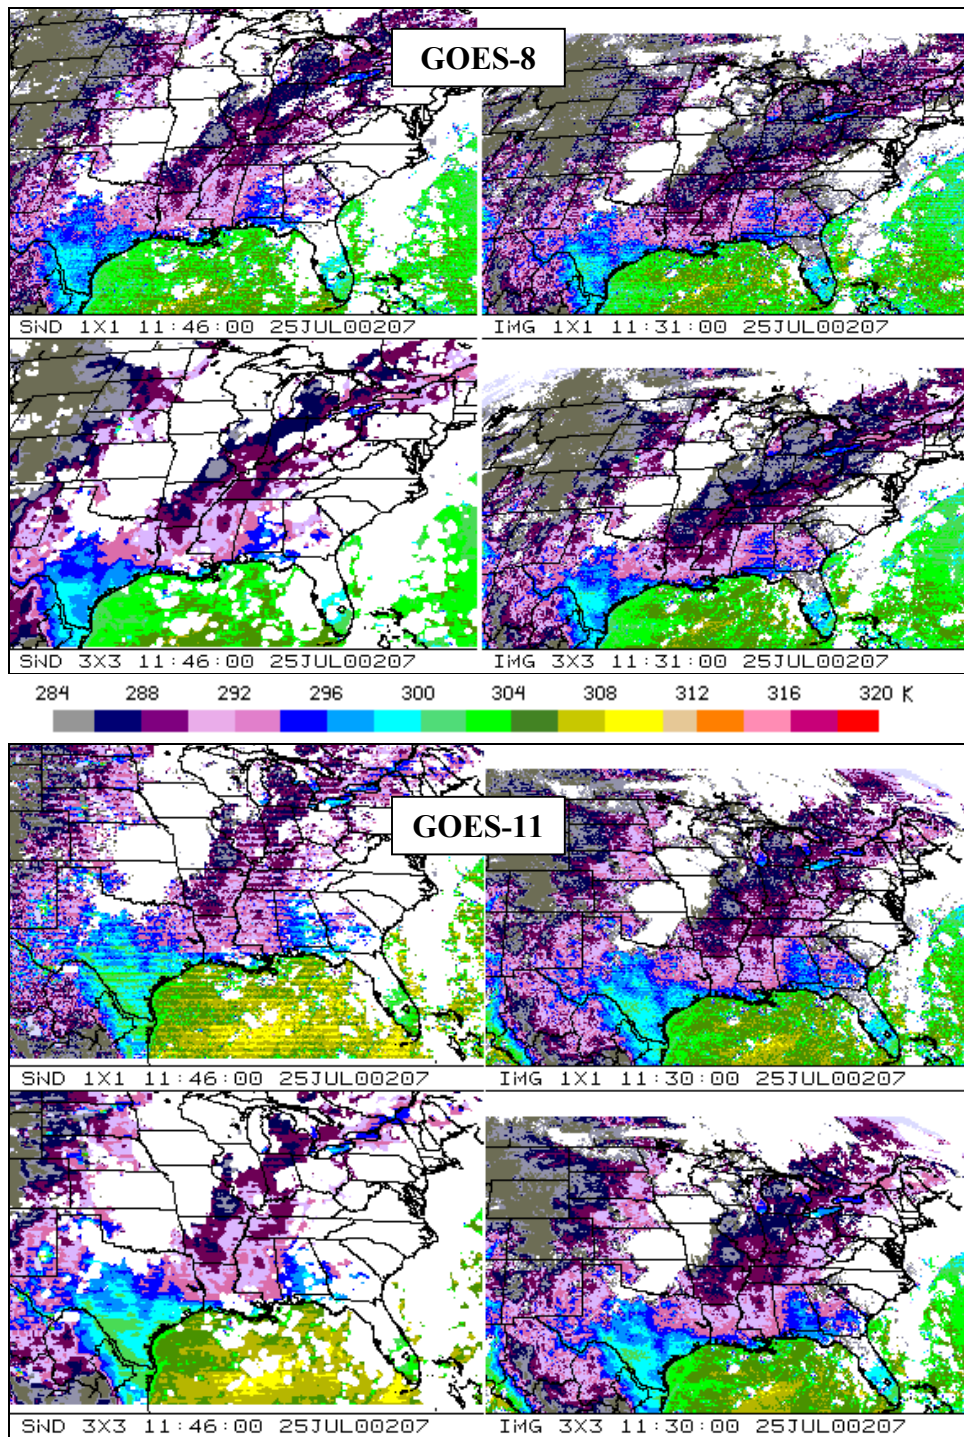 GOES-8
SND 1X1 11:46:00 25JUL00207
IMG 1X1 11:31:00 25JUL00207
SND 3X3 11:46:00 25JUL00207
IMG 3X3 11:31:00 25JUL00207
284 288 292 296 300 304 308 312 316 320 K
GOES-11
SND 1X1 11:46:00 25JUL00207
IMG 1X1 11:30:00 25JUL00207
SND 3X3 11:46:00 25JUL00207
IMG 3X3 11:30:00 25JUL00207